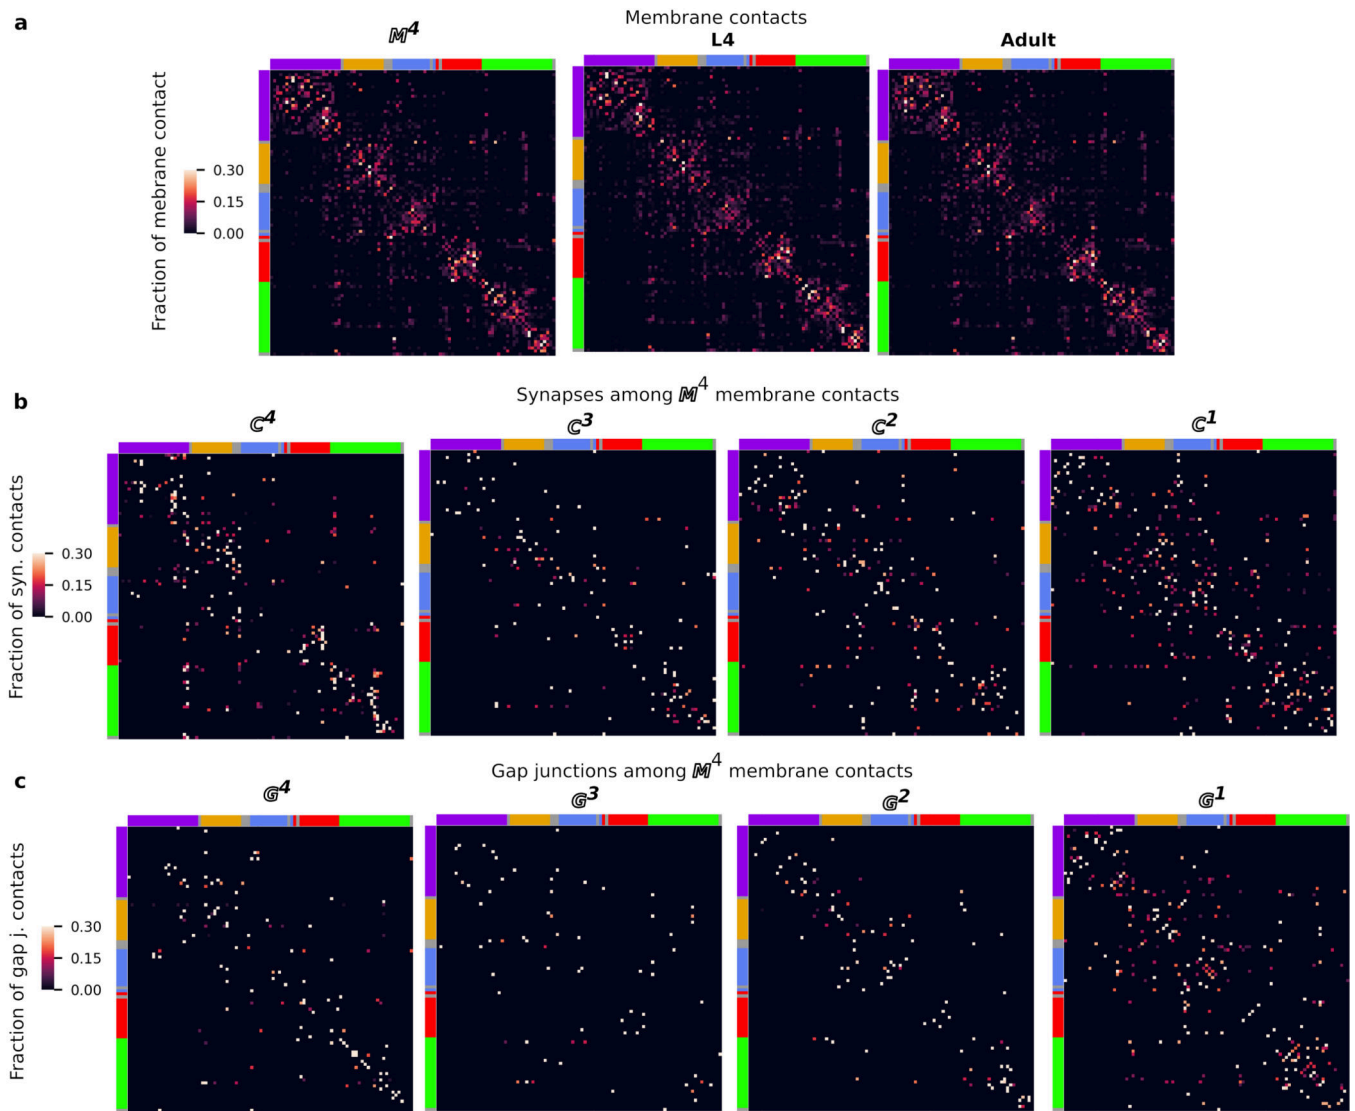 a
Membrane contacts
𝕄4
L4
Adult
Fraction of mebrane contact
0.30
0.15
0.00
b
Synapses among 𝕄4 membrane contacts
ℂ4
ℂ3
ℂ2
ℂ1
Fraction of syn. contacts
0.30
0.15
0.00
c
Gap junctions among 𝕄4 membrane contacts
𝔾4
𝔾3
𝔾2
𝔾1
Fraction of gap j. contacts
0.30
0.15
0.00